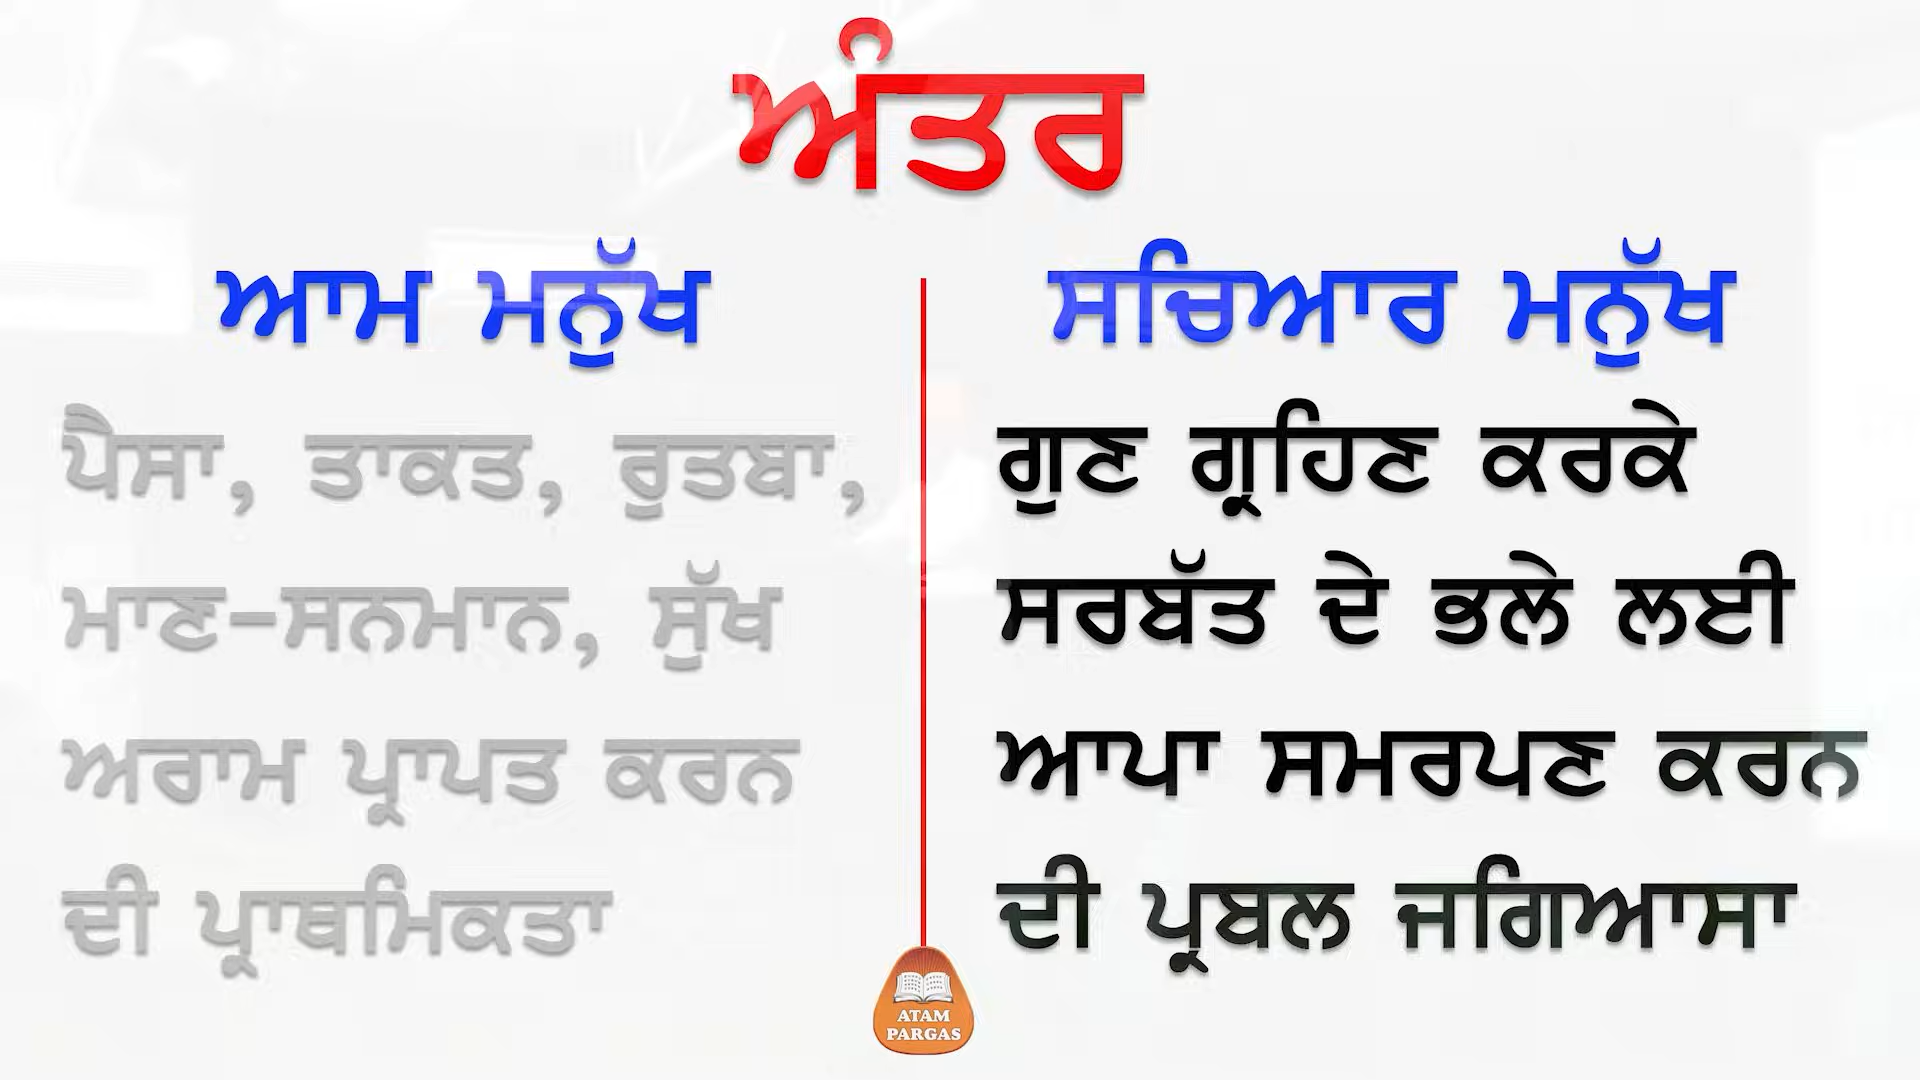 ਅੰਤਰ
ਆਮ ਮਨੁੱਖ
ਪੈਸਾ, ਤਾਕਤ, ਰੁਤਬਾ,
ਮਾਣ-ਸਨਮਾਨ, ਸੁੱਖ
ਅਰਾਮ ਪ੍ਰਾਪਤ ਕਰਨ
ਦੀ ਪ੍ਰਾਥਮਿਕਤਾ
ਸਚਿਆਰ ਮਨੁੱਖ
ਗੁਣ ਗ੍ਰਹਿਣ ਕਰਕੇ
ਸਰਬੱਤ ਦੇ ਭਲੇ ਲਈ
ਆਪਾ ਸਮਰਪਣ ਕਰਨ
ਦੀ ਪ੍ਰਬਲ ਜਗਿਆਸਾ
ATAM
PARGAS